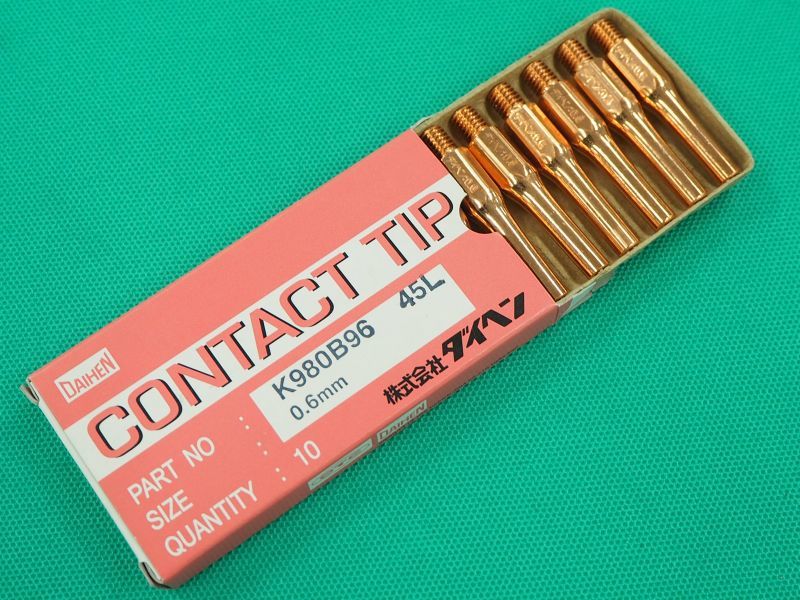 DAIHEN
CONTACT TIP
PART NO : K980B96 45L
SIZE : 0.6mm
QUANTITY : 10
株式会社ダイヘン
DAIHEN